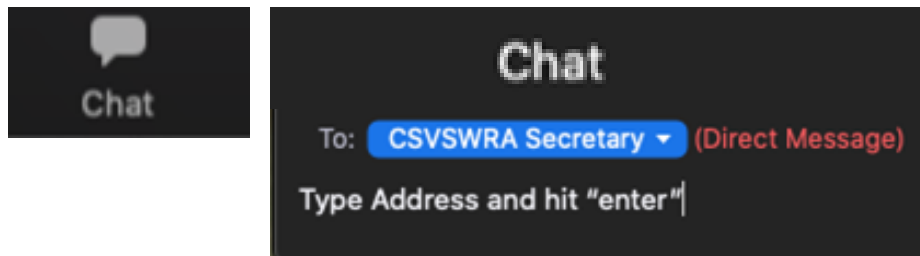 Chat
Chat
To: CSVSWRA Secretary (Direct Message)
Type Address and hit “enter”